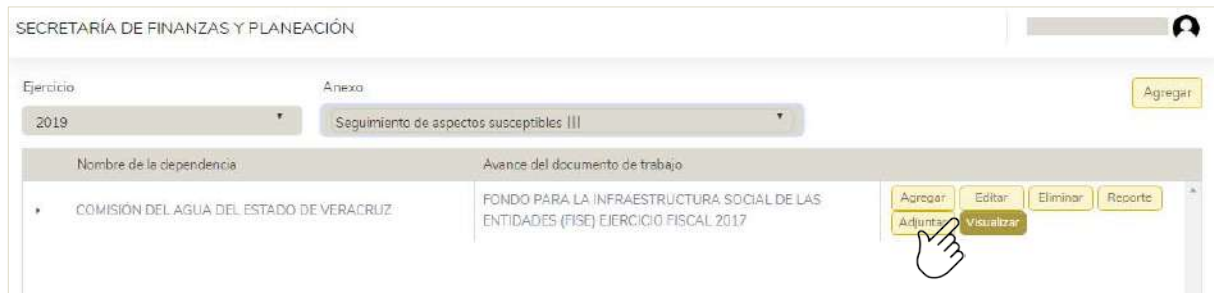 SECRETARÍA DE FINANZAS Y PLANEACIÓN
Ejercicio
Anexo
Agregar
2019
Seguimiento de aspectos susceptibles III
Nombre de la dependencia
Avance del documento de trabajo
COMISIÓN DEL AGUA DEL ESTADO DE VERACRUZ
FONDO PARA LA INFRAESTRUCTURA SOCIAL DE LAS
ENTIDADES (FISE) EJERCICIO FISCAL 2017
Agregar Editar Eliminar Reporte
Adjuntar Visualizar